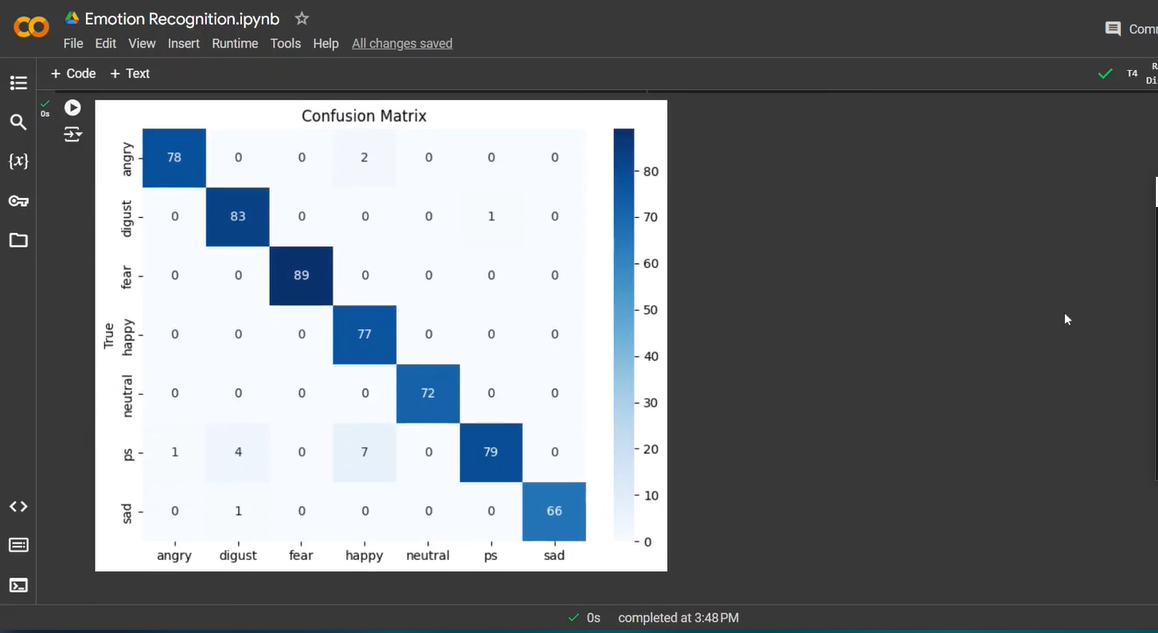 Emotion Recognition.ipynb
File Edit View Insert Runtime Tools Help All changes saved
+ Code + Text
T4
0s
{x}
Confusion Matrix
angry 78 0 0 2 0 0 0
digust 0 83 0 0 0 1 0
fear 0 0 89 0 0 0 0
happy 0 0 0 77 0 0 0
neutral 0 0 0 0 72 0 0
ps 1 4 0 7 0 79 0
sad 0 1 0 0 0 0 66
True
angry digust fear happy neutral ps sad
80
70
60
50
40
30
20
10
0
0s completed at 3:48 PM